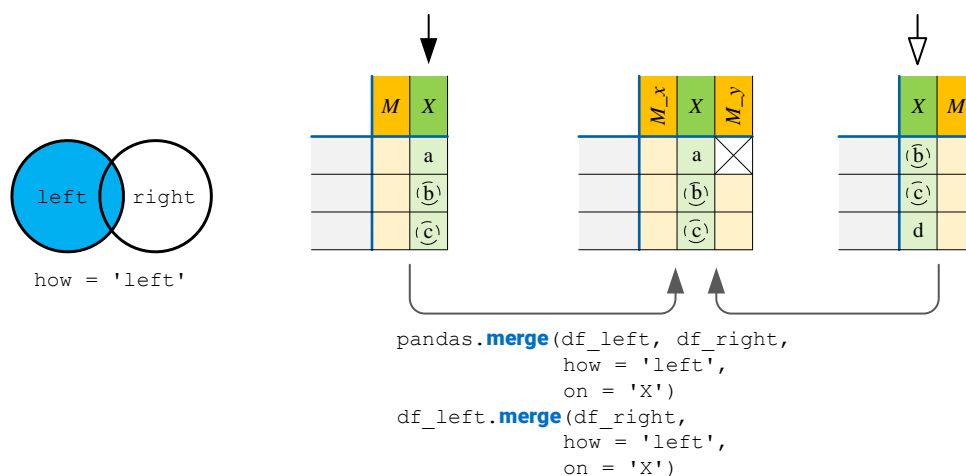 M X
M_x X M_y
X M
a
a
(b)
(b)
(b)
(c)
(c)
(c)
d
left right
how = 'left'
pandas.merge(df_left, df_right,
how = 'left',
on = 'X')
df_left.merge(df_right,
how = 'left',
on = 'X')